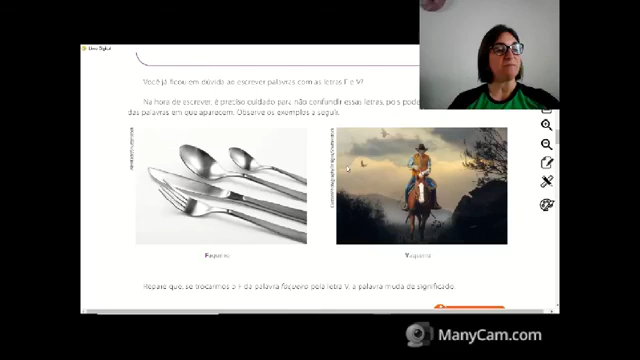 Livro Digital
Você já ficou em dúvida ao escrever palavras com as letras F e V?
Na hora de escrever, é preciso cuidado para não confundir essas letras, pois pode
das palavras em que aparecem. Observe os exemplos a seguir.
Faqueiro
Vaqueiro
Repare que, se trocarmos o F da palavra faqueiro pela letra V, a palavra muda de significado.
ManyCam.com